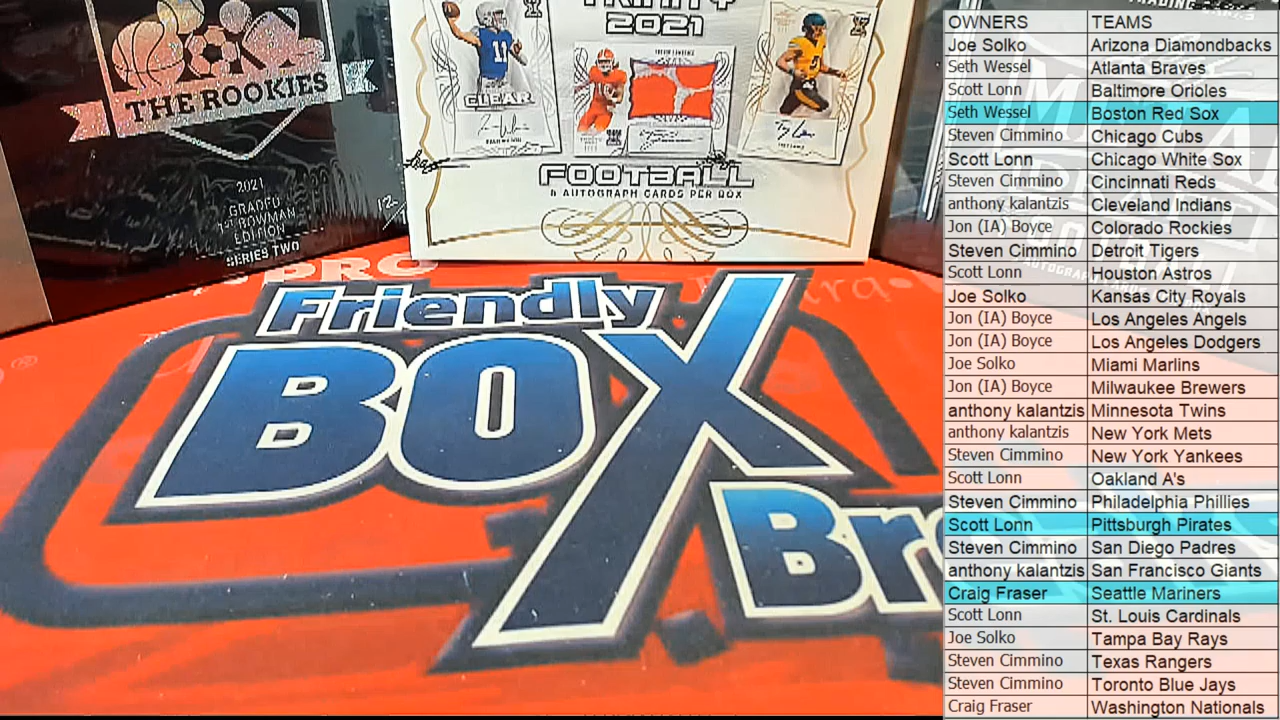 THE ROOKIES
2021
GRADED
1ST BOWMAN
EDITION
SERIES TWO
TRINITY
2021
11
CLEAR
FOOTBALL
8 AUTOGRAPH CARDS PER BOX
PRO
Friendly
BOX
Br
OWNERS TEAMS
Joe Solko Arizona Diamondbacks
Seth Wessel Atlanta Braves
Scott Lonn Baltimore Orioles
Seth Wessel Boston Red Sox
Steven Cimmino Chicago Cubs
Scott Lonn Chicago White Sox
Steven Cimmino Cincinnati Reds
anthony kalantzis Cleveland Indians
Jon (IA) Boyce Colorado Rockies
Steven Cimmino Detroit Tigers
Scott Lonn Houston Astros
Joe Solko Kansas City Royals
Jon (IA) Boyce Los Angeles Angels
Jon (IA) Boyce Los Angeles Dodgers
Joe Solko Miami Marlins
Jon (IA) Boyce Milwaukee Brewers
anthony kalantzis Minnesota Twins
anthony kalantzis New York Mets
Steven Cimmino New York Yankees
Scott Lonn Oakland A's
Steven Cimmino Philadelphia Phillies
Scott Lonn Pittsburgh Pirates
Steven Cimmino San Diego Padres
anthony kalantzis San Francisco Giants
Craig Fraser Seattle Mariners
Scott Lonn St. Louis Cardinals
Joe Solko Tampa Bay Rays
Steven Cimmino Texas Rangers
Steven Cimmino Toronto Blue Jays
Craig Fraser Washington Nationals